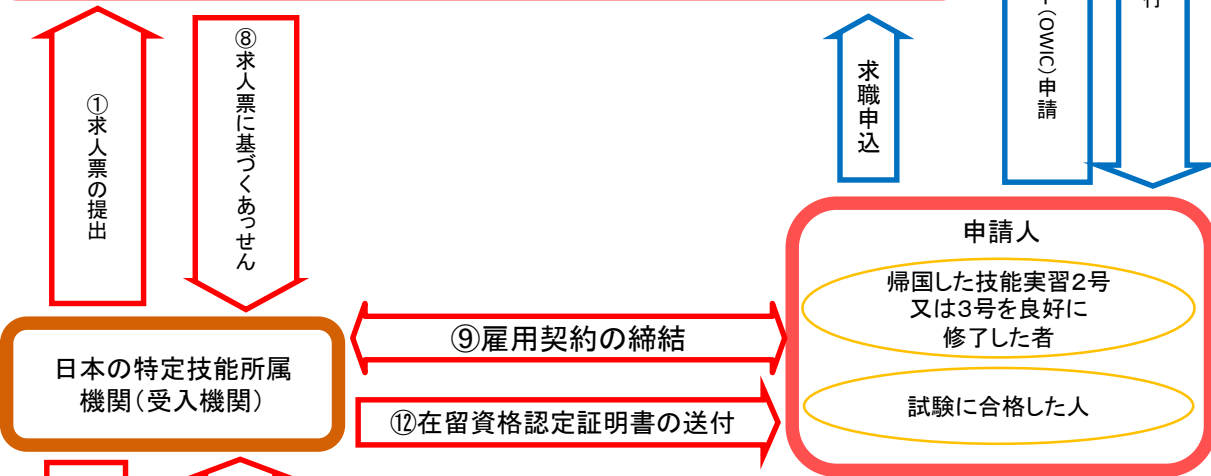 ①求人票の提出
⑧求人票に基づくあっせん
求職申込
(OWIC)申請
行
申請人
帰国した技能実習2号
又は3号を良好に
修了した者
⑨雇用契約の締結
日本の特定技能所属
機関(受入機関)
試験に合格した人
⑫在留資格認定証明書の送付